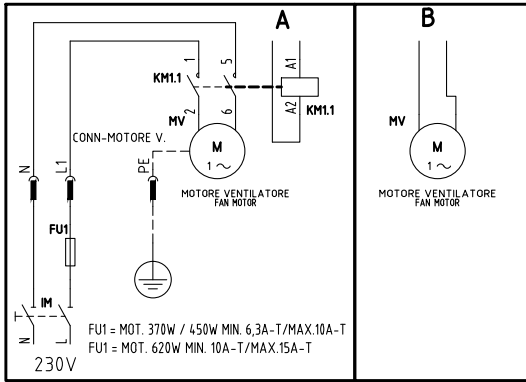 A
B
1
5
KM1.1
A1
A2
KM1.1
2
6
MV
M
1 ~
CONN-MOTORE V.
N
L1
PE
MOTORE VENTILATORE
FAN MOTOR
FU1
IM
N
L
230V
FU1 = MOT. 370W / 450W MIN. 6,3A-T/MAX.10A-T
FU1 = MOT. 620W MIN. 10A-T/MAX.15A-T
MV
M
1 ~
MOTORE VENTILATORE
FAN MOTOR